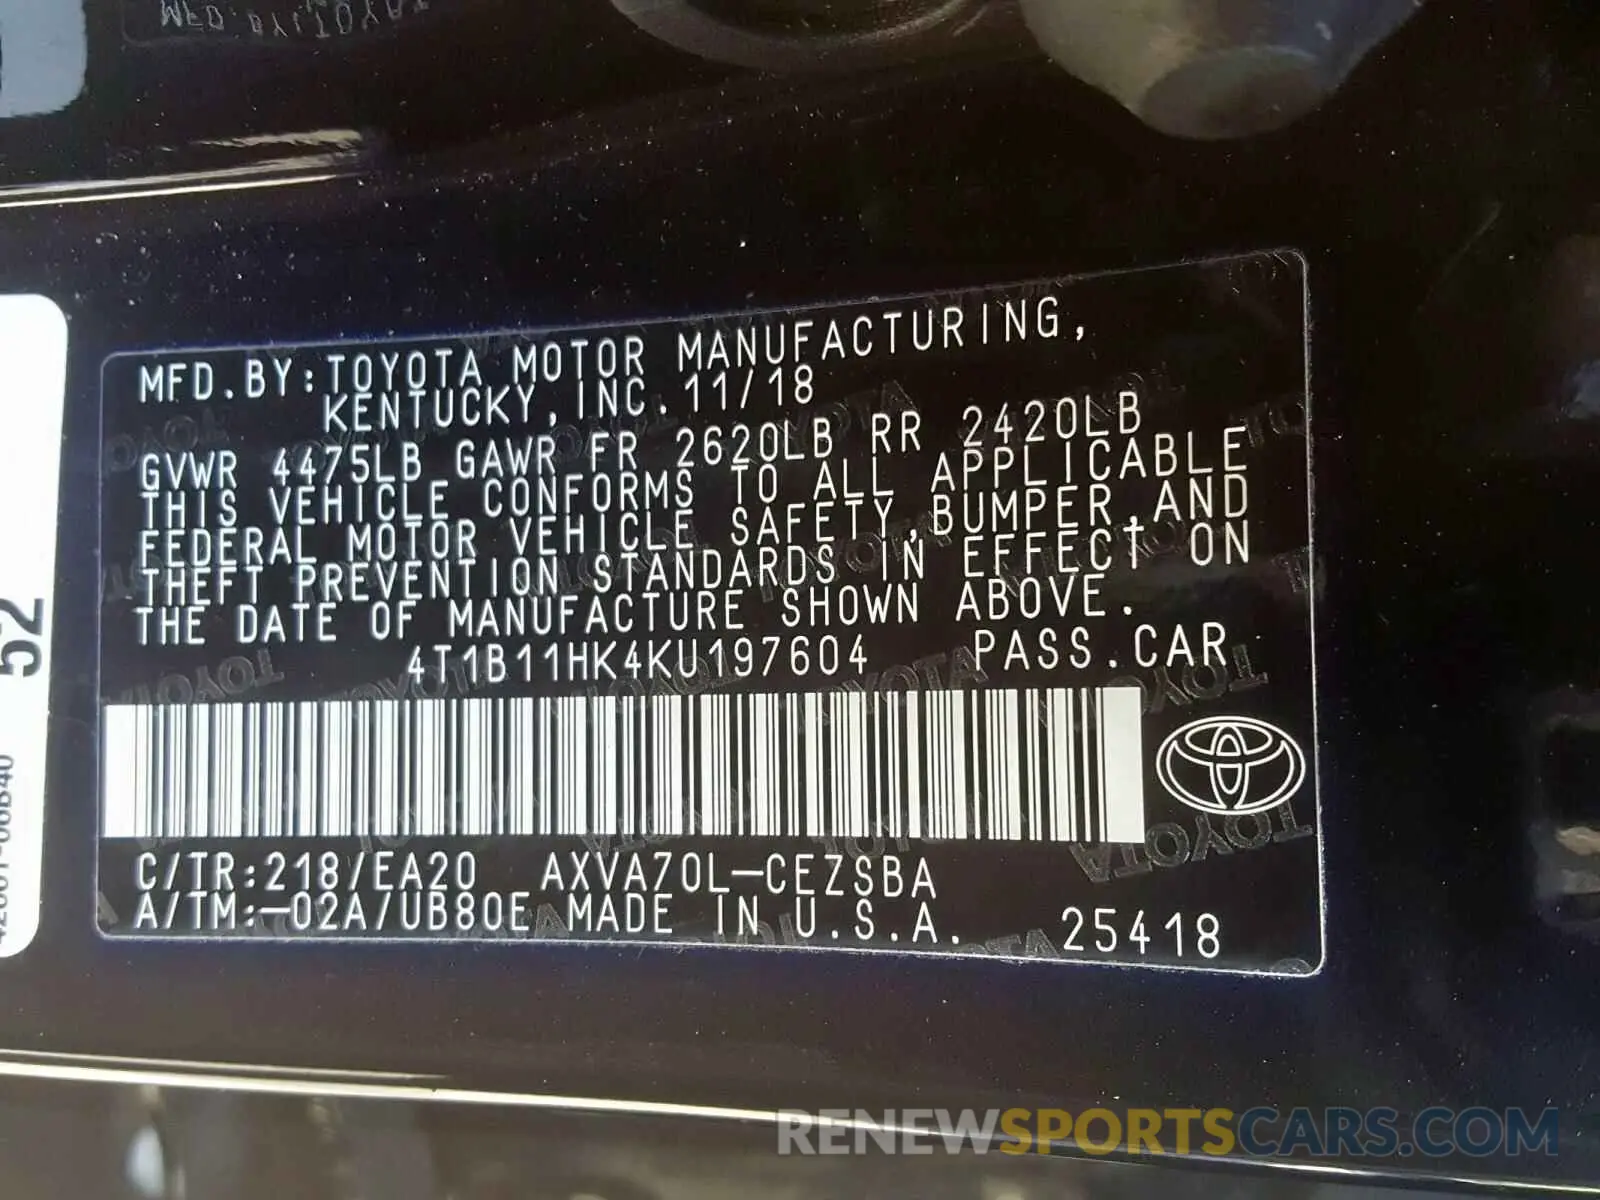 MFD.BY:TOYOTA MOTOR MANUFACTURING,
KENTUCKY,INC.11/18
GVWR 4475LB GAWR FR 2620LB RR 2420LB
THIS VEHICLE CONFORMS TO ALL APPLICABLE
FEDERAL MOTOR VEHICLE SAFETY,BUMPER,AND
THEFT PREVENTION STANDARDS IN EFFECT ON
THE DATE OF MANUFACTURE SHOWN ABOVE.
4T1B11HK4KU197604 PASS.CAR
C/TR:218/EA20 AXVA70L-CEZSBA
A/TM:-02A/UB80E MADE IN U.S.A. 25418
52
RENEWSPORTSCARS.COM